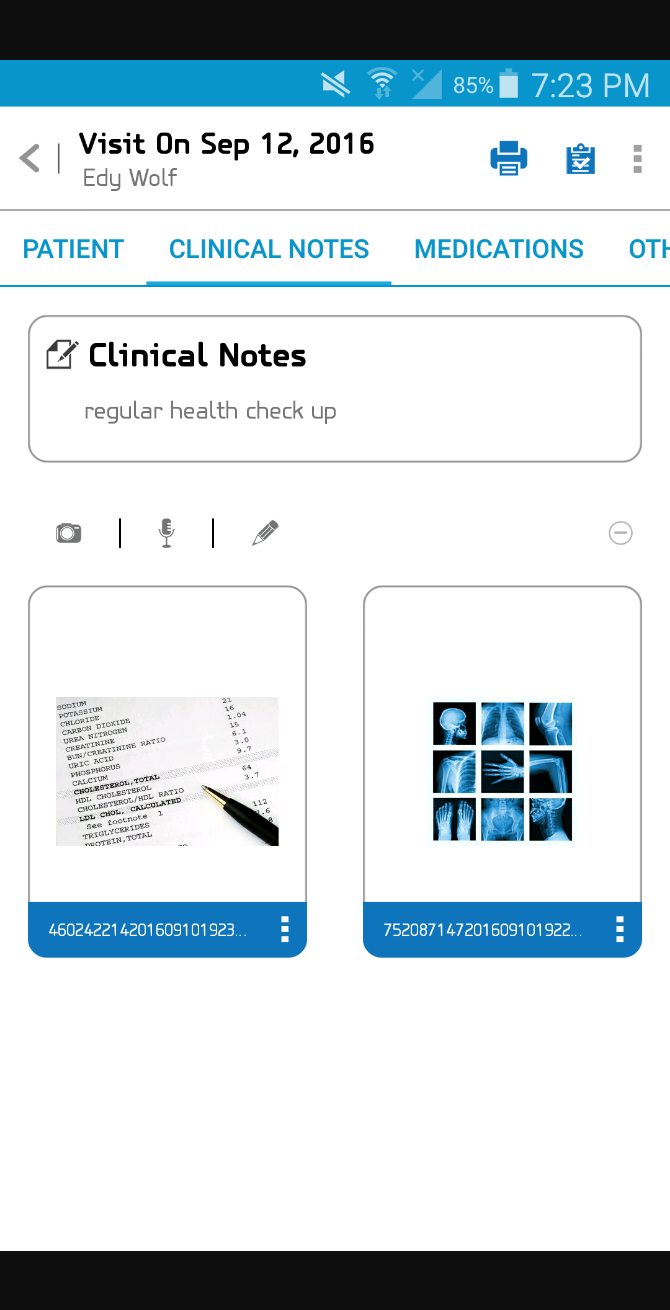 85% 7:23 PM
Visit On Sep 12, 2016
Edy Wolf
PATIENT CLINICAL NOTES MEDICATIONS OTH
Clinical Notes
regular health check up
SODIUM 21
POTASSIUM 16
CHLORIDE 1.04
CARBON DIOXIDE 15
UREA NITROGEN 6.1
CREATININE 3.0
BUN/CREATININE RATIO 9.7
URIC ACID
PHOSPHORUS 64
CALCIUM 3.7
CHOLESTEROL,TOTAL
HDL CHOLESTEROL
CHOLESTEROL/HDL RATIO 112
LDL CHOL, CALCULATED
See footnote 1
TRIGLYCERIDES
PROTEIN,TOTAL
460242214201609101923...
752087147201609101922...